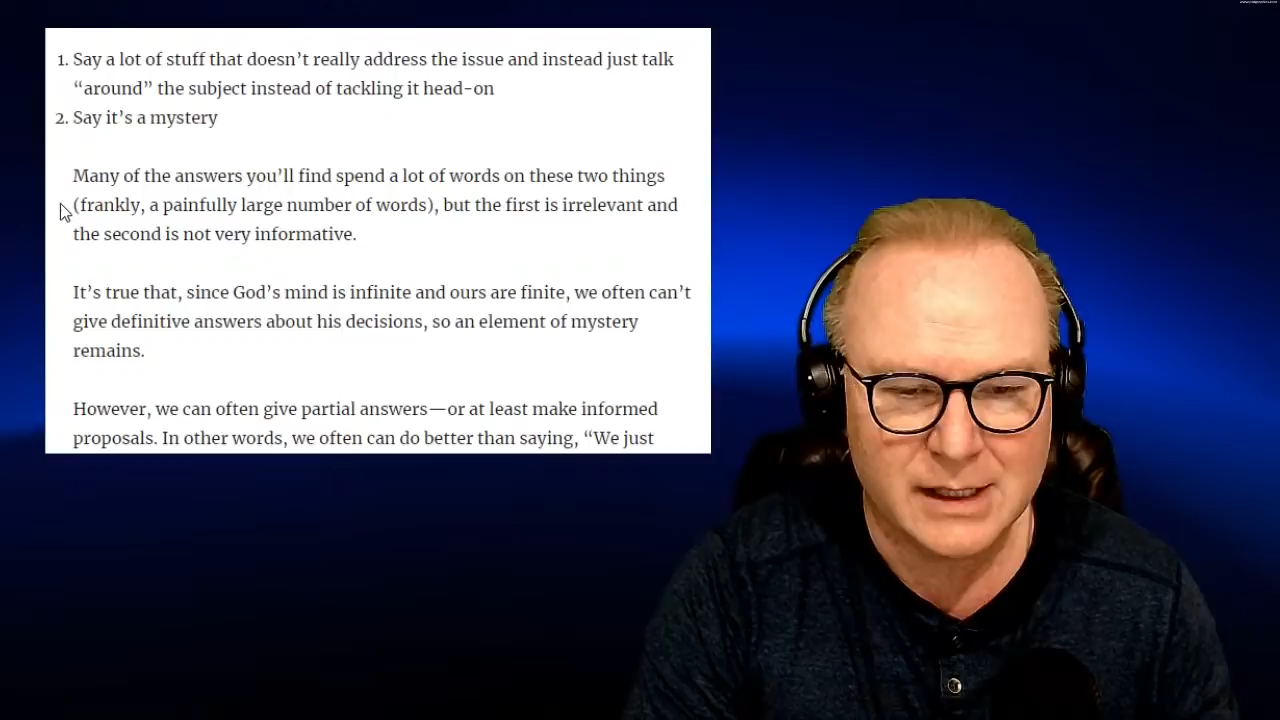 1. Say a lot of stuff that doesn’t really address the issue and instead just talk
“around” the subject instead of tackling it head-on
2. Say it’s a mystery
Many of the answers you’ll find spend a lot of words on these two things
(frankly, a painfully large number of words), but the first is irrelevant and
the second is not very informative.
It’s true that, since God’s mind is infinite and ours are finite, we often can’t
give definitive answers about his decisions, so an element of mystery
remains.
However, we can often give partial answers—or at least make informed
proposals. In other words, we often can do better than saying, “We just